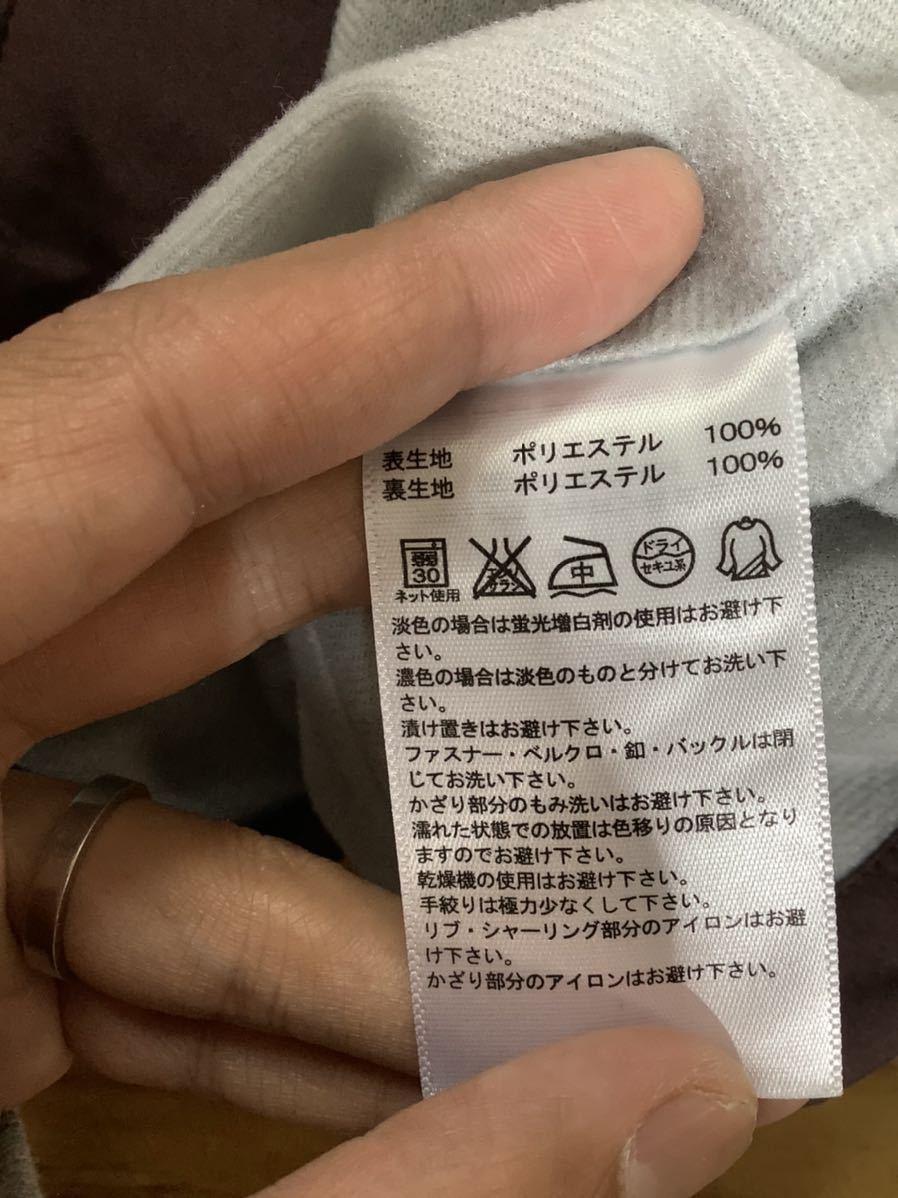 表生地 ポリエステル 100%
裏生地 ポリエステル 100%
弱 30 エンソ サラシ 中 ドライ セキユ系
ネット使用
淡色の場合は蛍光増白剤の使用はお避け下
さい。
濃色の場合は淡色のものと分けてお洗い下
さい。
漬け置きはお避け下さい。
ファスナー・ベルクロ・釦・バックルは閉
じてお洗い下さい。
かざり部分のもみ洗いはお避け下さい。
濡れた状態での放置は色移りの原因となり
ますのでお避け下さい。
乾燥機の使用はお避け下さい。
手絞りは極力少なくして下さい。
リブ・シャーリング部分のアイロンはお避
け下さい。
かざり部分のアイロンはお避け下さい。